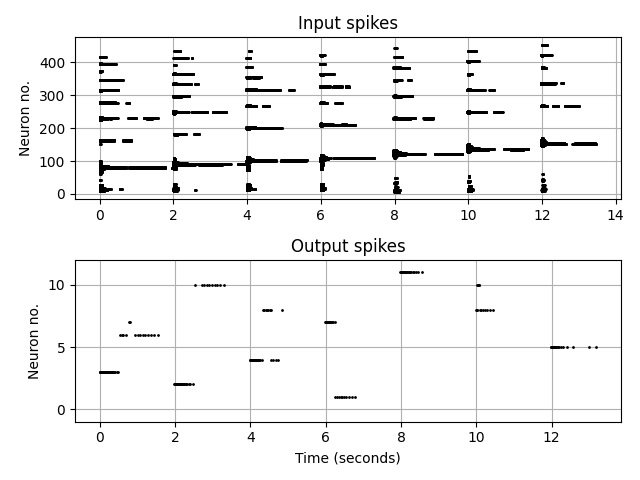 Input spikes
Neuron no.
400
300
200
100
0
0 2 4 6 8 10 12 14
Output spikes
Neuron no.
10
5
0
0 2 4 6 8 10 12
Time (seconds)